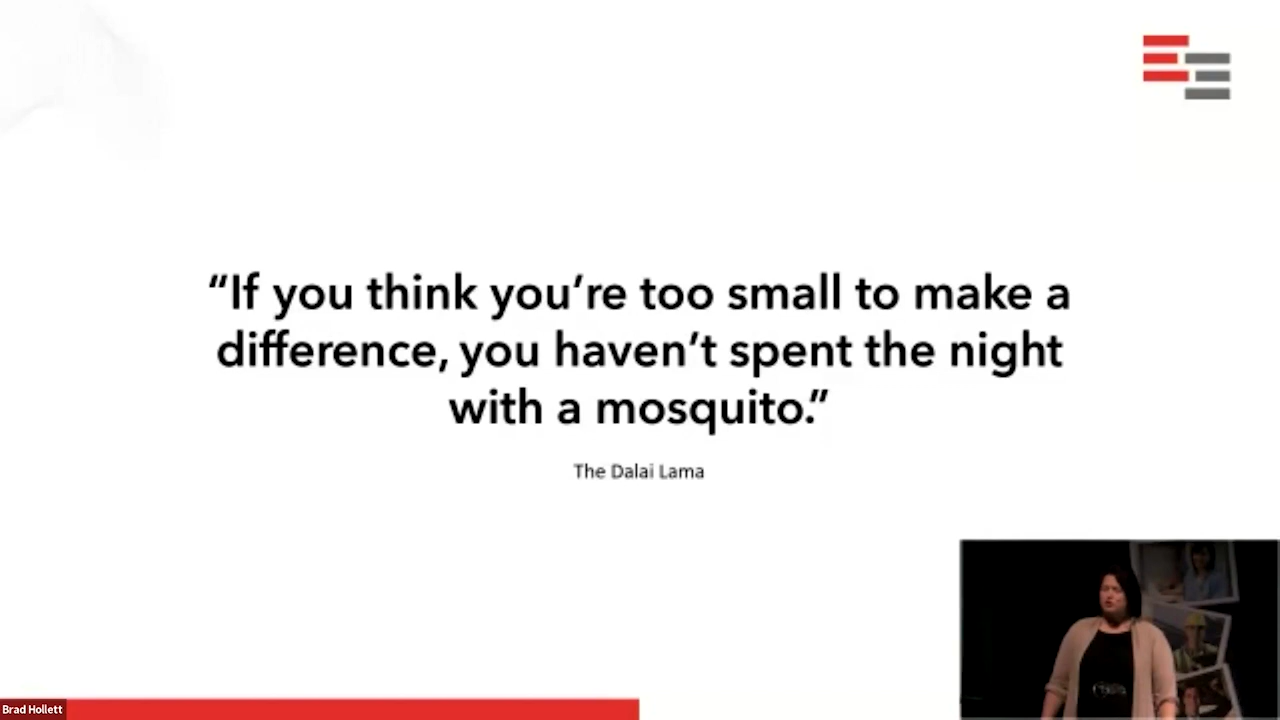 “If you think you’re too small to make a
difference, you haven’t spent the night
with a mosquito.”
The Dalai Lama
Brad Hollett